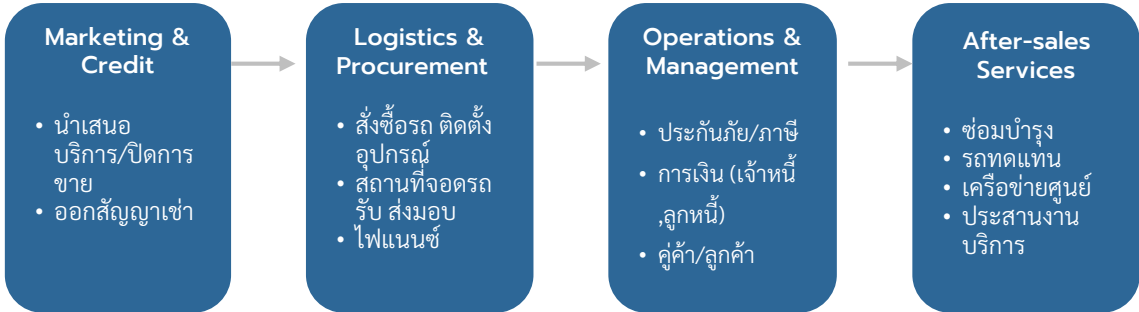 Marketing &
Credit
• นำเสนอ
บริการ/ปิดการ
ขาย
• ออกสัญญาเช่า
Logistics &
Procurement
• สั่งซื้อรถ ติดตั้ง
อุปกรณ์
• สถานที่จอดรถ
รับ ส่งมอบ
• ไฟแนนซ์
Operations &
Management
• ประกันภัย/ภาษี
• การเงิน (เจ้าหนี้
,ลูกหนี้)
• คู่ค้า/ลูกค้า
After-sales
Services
• ซ่อมบำรุง
• รถทดแทน
• เครือข่ายศูนย์
• ประสานงาน
บริการ